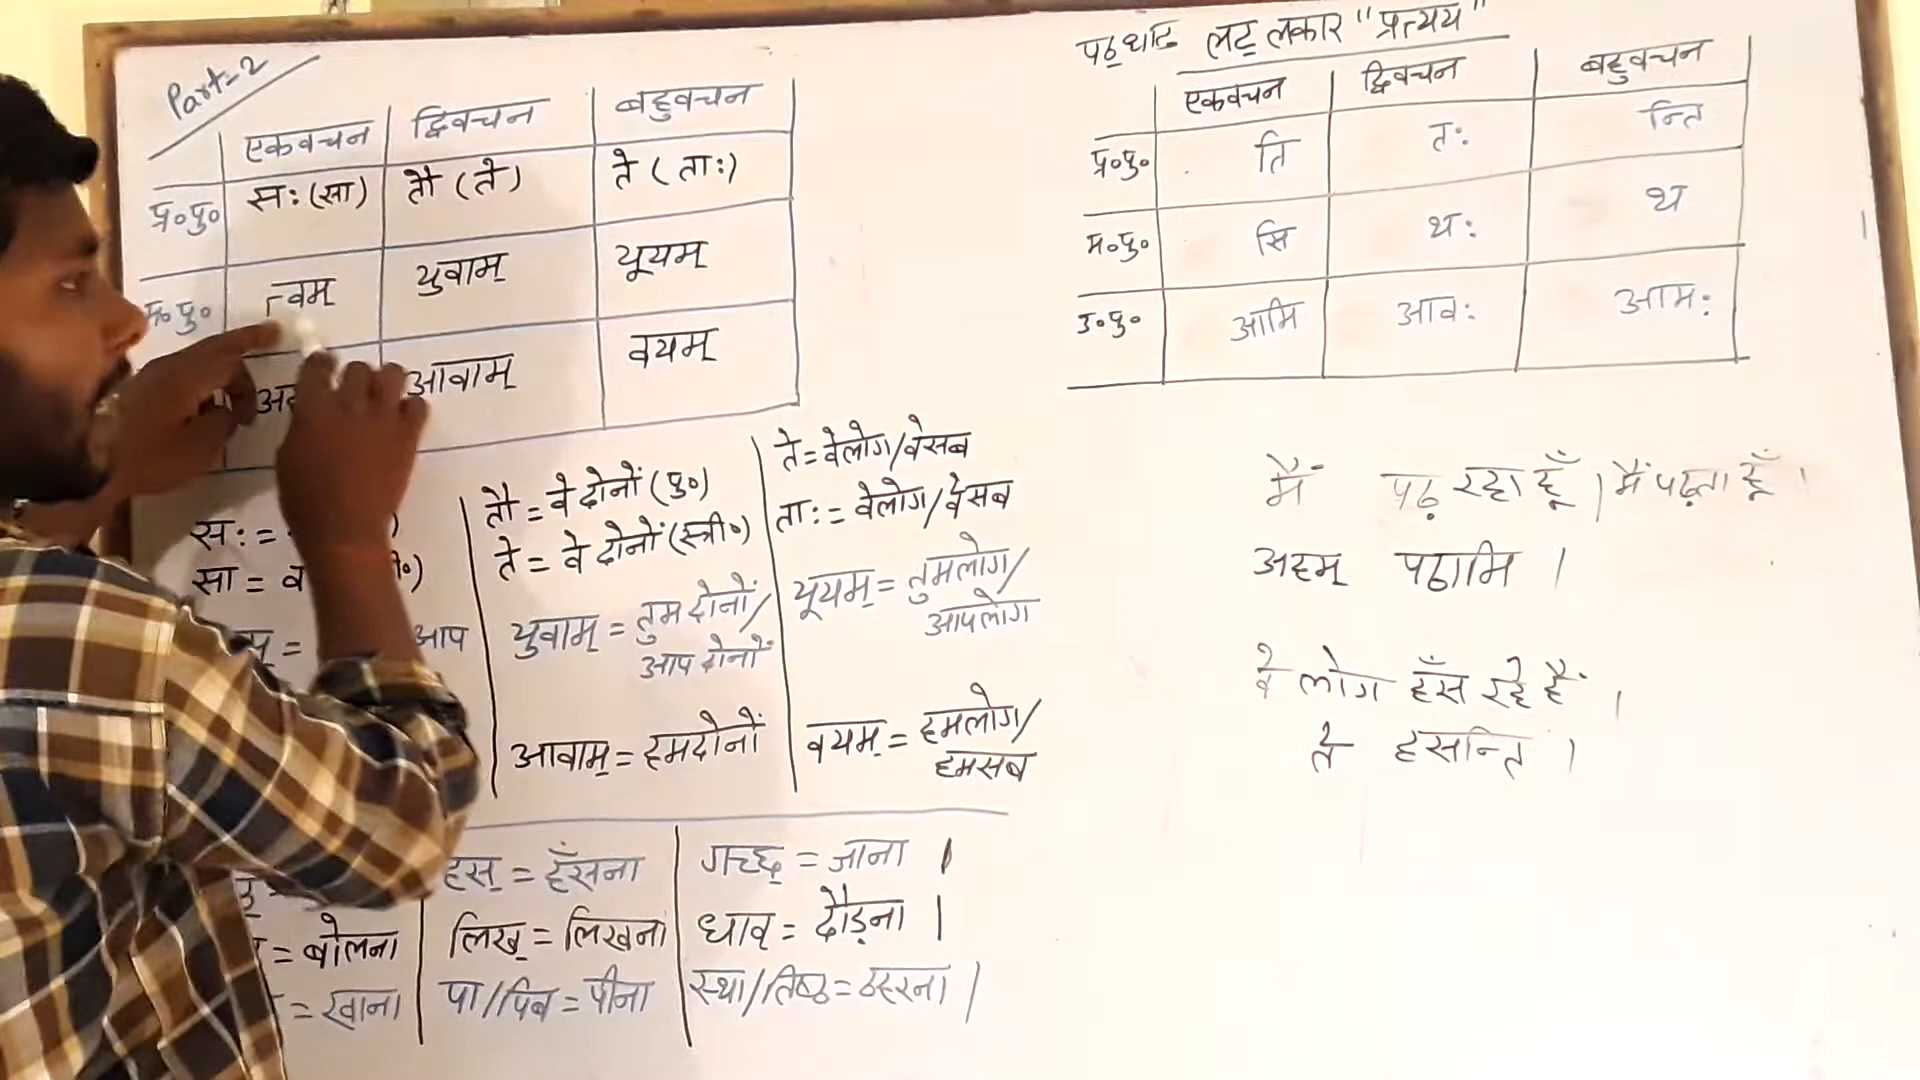 Part-2
एकवचन द्विवचन बहुवचन
प्र०पु० सः(सा) तौ(ते) ते(ताः)
म०पु० त्वम् युवाम् यूयम्
आवाम् वयम्
सः =
सा =
आप
तौ = वे दोनों (पु०)
ते = वे दोनों (स्त्री०)
युवाम् = तुम दोनों/
आप दोनों
आवाम् = हमदोनों
ते = वेलोग/वेसब
ताः = वेलोग/वेसब
यूयम् = तुमलोग/
आपलोग
वयम् = हमलोग/
हमसब
= बोलना
= खाना
हस् = हँसना
लिख् = लिखना
पा/पिब = पीना
गच्छ् = जाना ।
धाव् = दौड़ना ।
स्था/तिष्ठ = ठहरना ।
लट् लकार "प्रत्यय"
एकवचन द्विवचन बहुवचन
प्र०पु० ति तः न्ति
म०पु० सि थः थ
उ०पु० आमि आवः आमः
मैं पढ़ रहा हूँ । मैं पढ़ता हूँ ।
अहम् पठामि ।
वे लोग हँस रहे हैं ।
ते हसन्ति ।